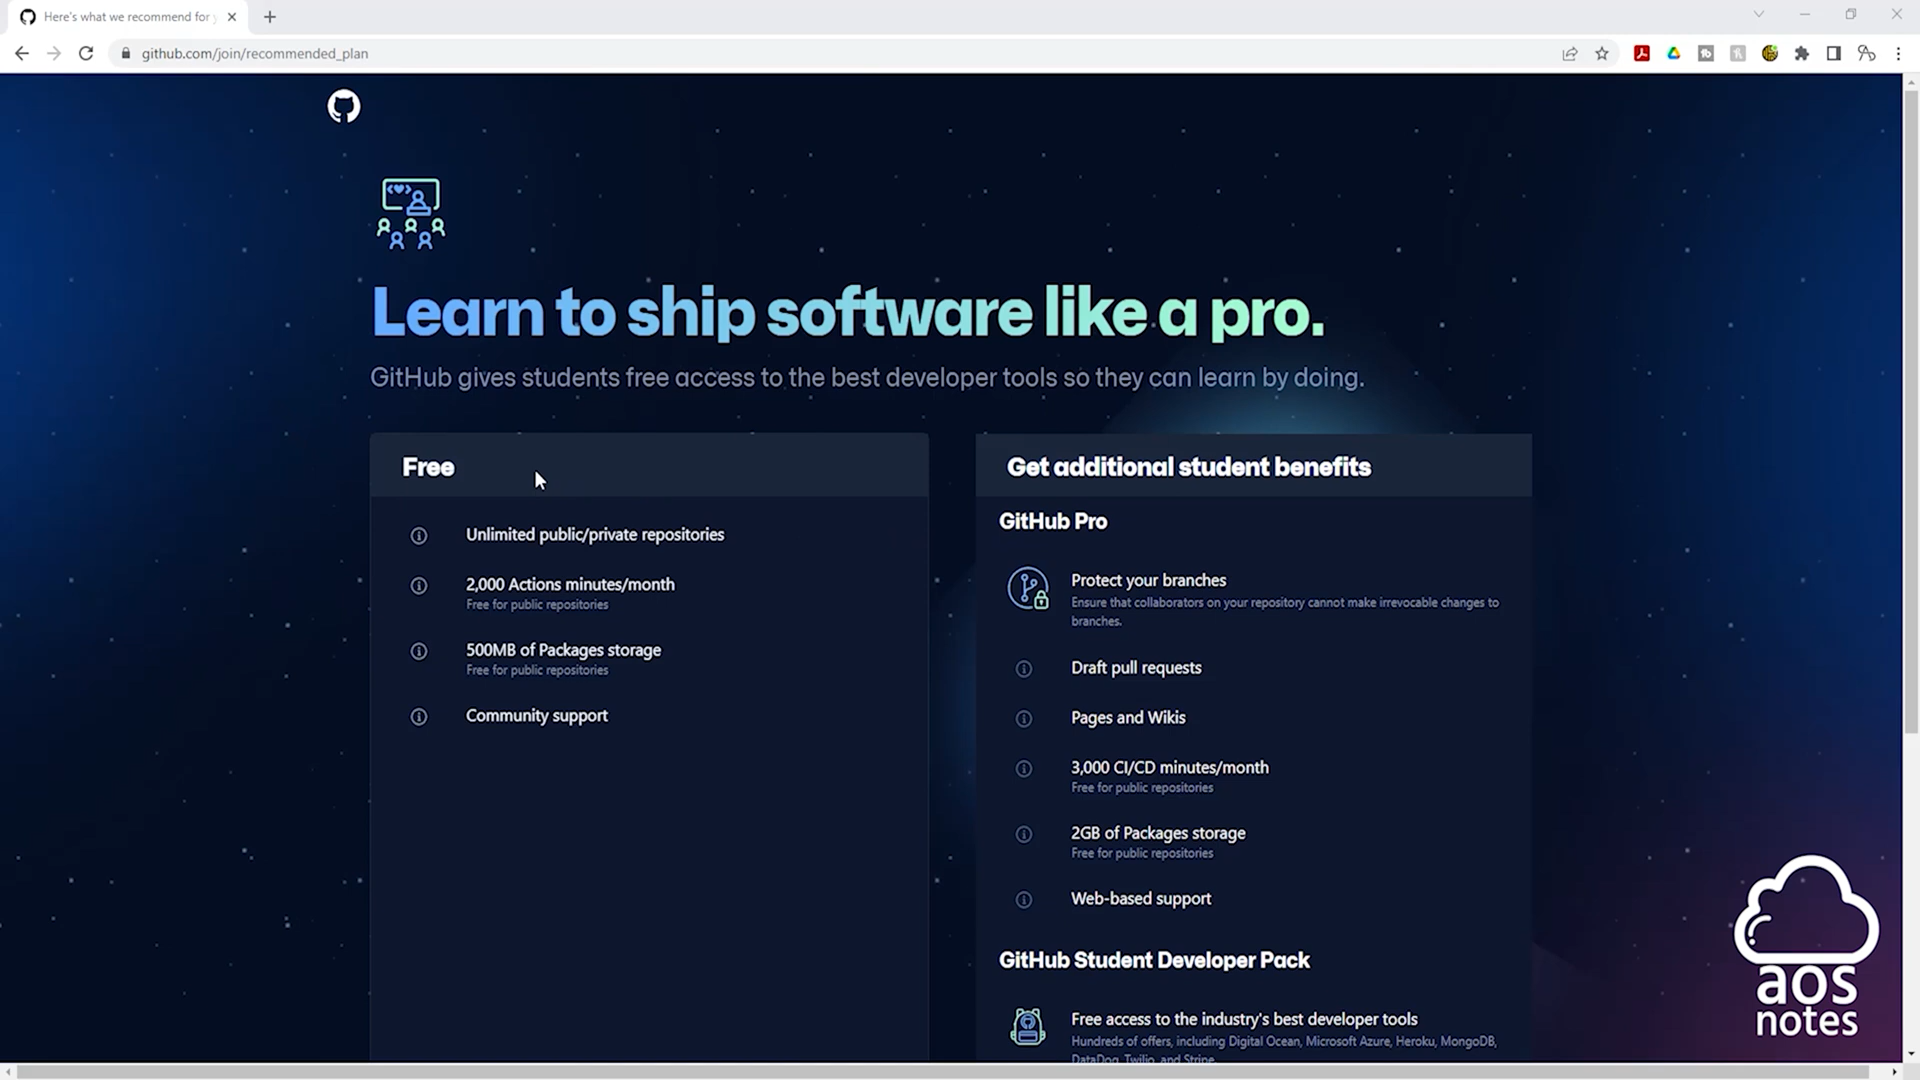 Here's what we recommend for
github.com/join/recommended_plan
Learn to ship software like a pro.
GitHub gives students free access to the best developer tools so they can learn by doing.
Free
Unlimited public/private repositories
2,000 Actions minutes/month
Free for public repositories
500MB of Packages storage
Free for public repositories
Community support
Get additional student benefits
GitHub Pro
Protect your branches
Ensure that collaborators on your repository cannot make irrevocable changes to
branches.
Draft pull requests
Pages and Wikis
3,000 CI/CD minutes/month
Free for public repositories
2GB of Packages storage
Free for public repositories
Web-based support
GitHub Student Developer Pack
Free access to the industry's best developer tools
Hundreds of offers, including Digital Ocean, Microsoft Azure, Heroku, MongoDB,
DataDog, Twilio, and Stripe
aos
notes